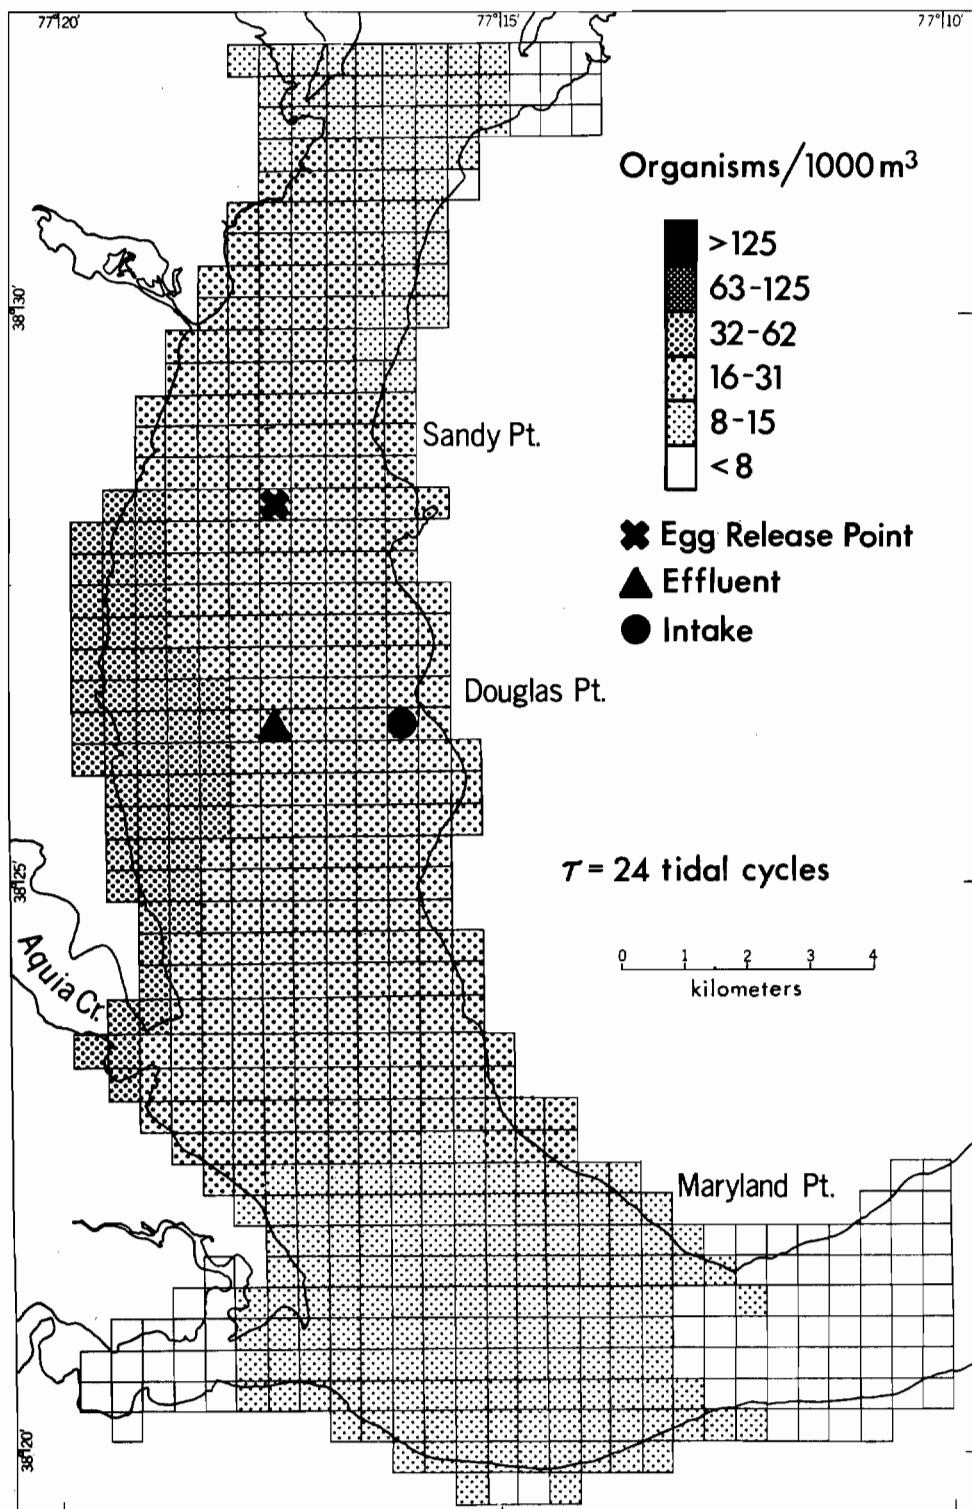 77°20'
77°15'
77°10'
Organisms/1000 m³
>125
63-125
32-62
16-31
8-15
<8
38°30'
Sandy Pt.
Egg Release Point
Effluent
Intake
Douglas Pt.
38°25'
τ = 24 tidal cycles
Aquia Cr.
0 1 2 3 4
kilometers
Maryland Pt.
38°20'